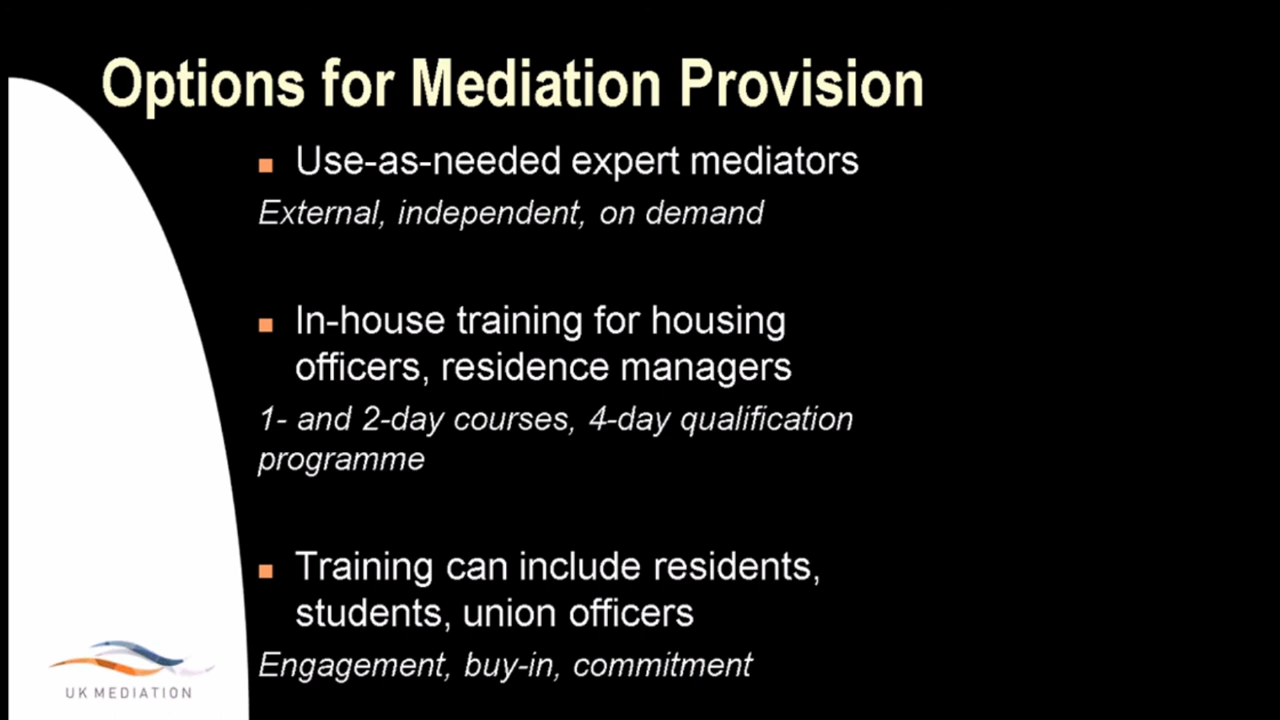 Options for Mediation Provision
Use-as-needed expert mediators
External, independent, on demand
In-house training for housing
officers, residence managers
1- and 2-day courses, 4-day qualification
programme
Training can include residents,
students, union officers
Engagement, buy-in, commitment
UK MEDIATION